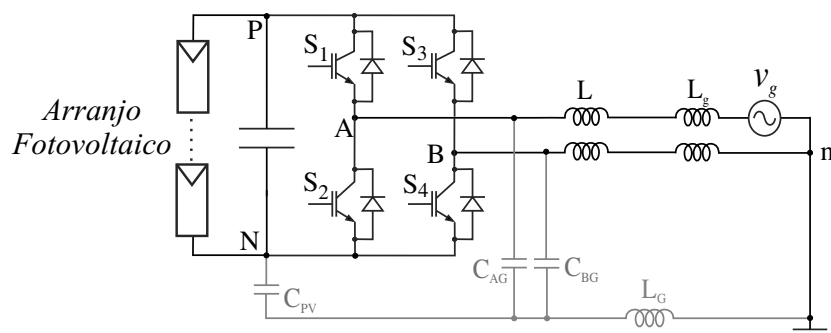 P
S1
S3
Arranjo
Fotovoltaico
A
B
L
Lg
vg
n
S2
S4
N
CPV
CAG
CBG
LG